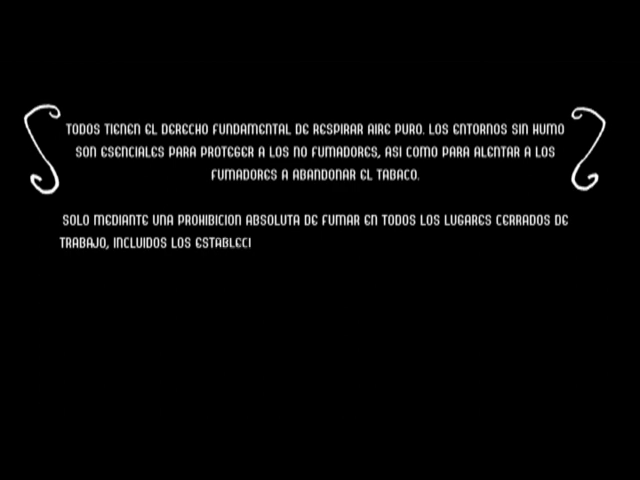 TODOS TIENEN EL DERECHO FUNDAMENTAL DE RESPIRAR AIRE PURO. LOS ENTORNOS SIN HUMO
SON ESENCIALES PARA PROTEGER A LOS NO FUMADORES, ASI COMO PARA ALENTAR A LOS
FUMADORES A ABANDONAR EL TABACO.
SOLO MEDIANTE UNA PROHIBICION ABSOLUTA DE FUMAR EN TODOS LOS LUGARES CERRADOS DE
TRABAJO, INCLUIDOS LOS ESTABLECI